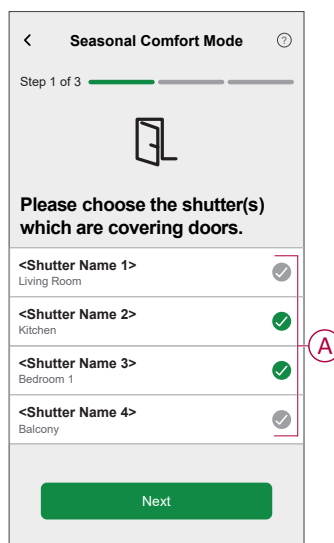 Seasonal Comfort Mode ?
Step 1 of 3
Please choose the shutter(s)
which are covering doors.
<Shutter Name 1>
Living Room
<Shutter Name 2>
Kitchen
<Shutter Name 3>
Bedroom 1
<Shutter Name 4>
Balcony
A
Next